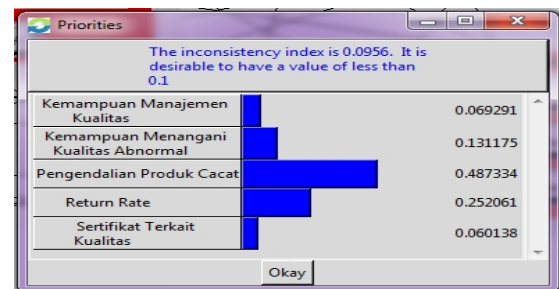 Priorities
The inconsistency index is 0.0956. It is
desirable to have a value of less than
0.1
Kemampuan Manajemen
Kualitas
0.069291
Kemampuan Menangani
Kualitas Abnormal
0.131175
Pengendalian Produk Cacat
0.487334
Return Rate
0.252061
Sertifikat Terkait
Kualitas
0.060138
Okay